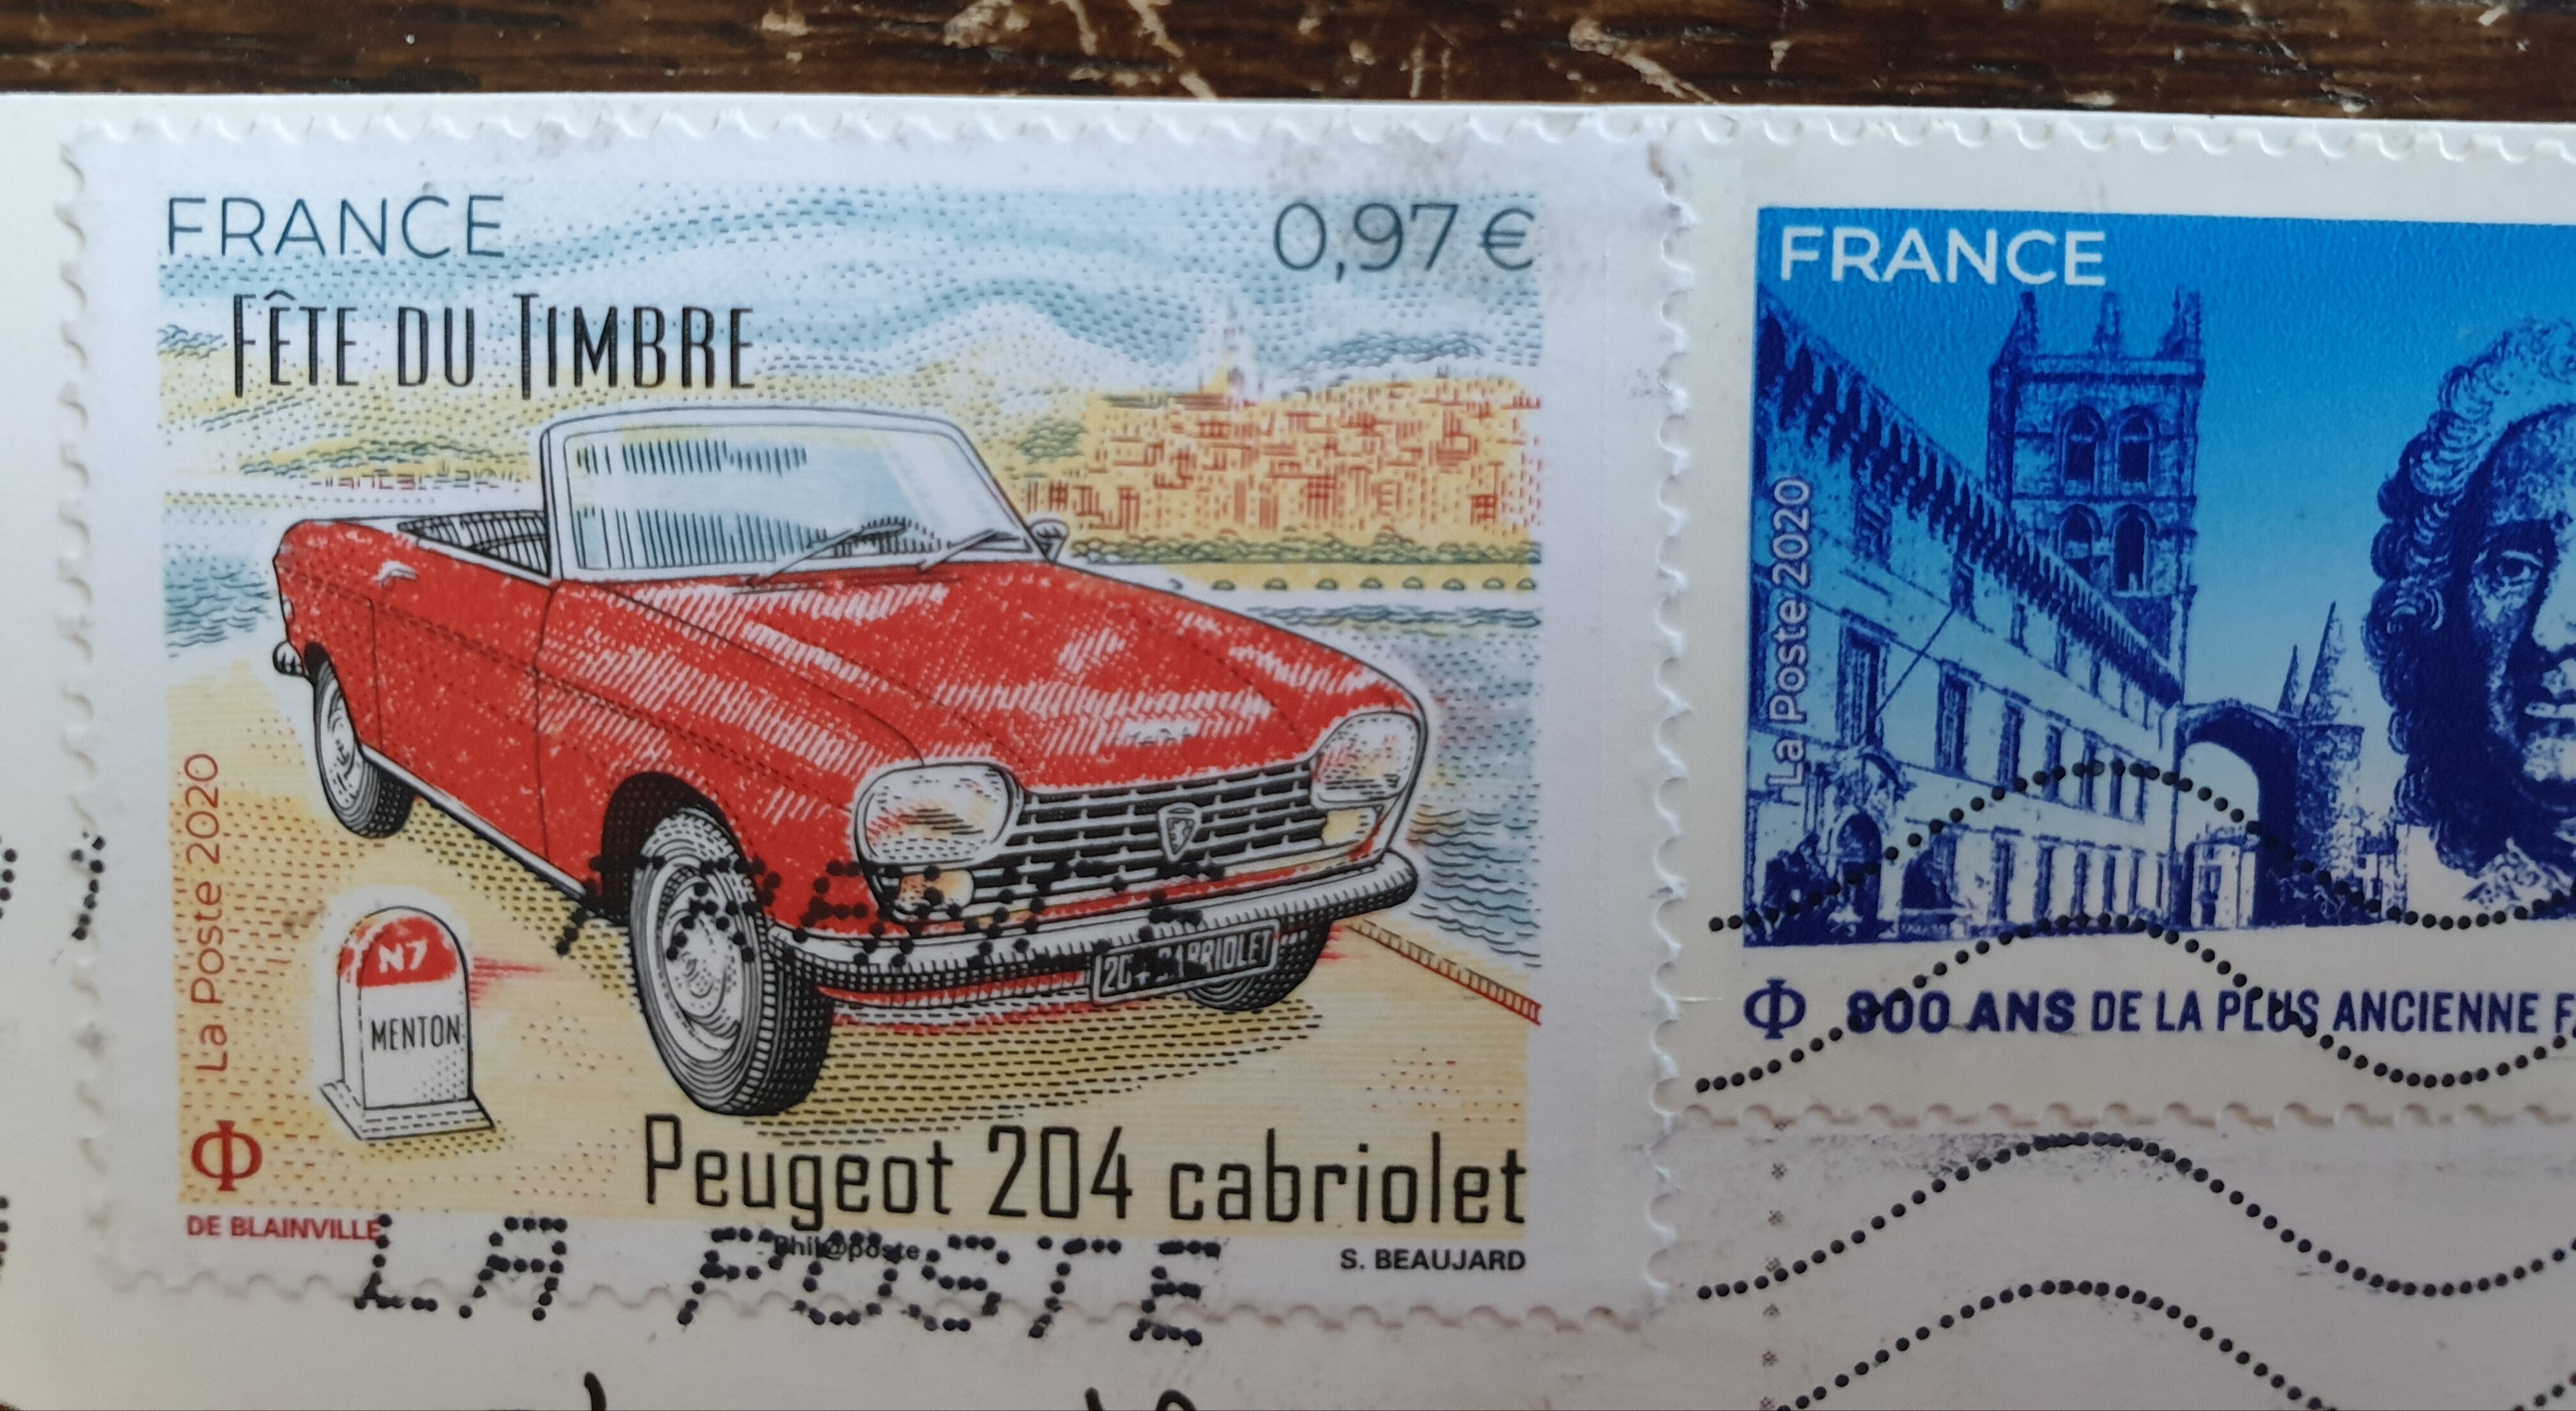 FRANCE
0,97 €
FÊTE DU TIMBRE
La Poste 2020
N7
MENTON
204 CABRIOLET
Peugeot 204 cabriolet
DE BLAINVILLE
Phil@poste
S. BEAUJARD
LA POSTE
FRANCE
La Poste 2020
800 ANS DE LA PLUS ANCIENNE F